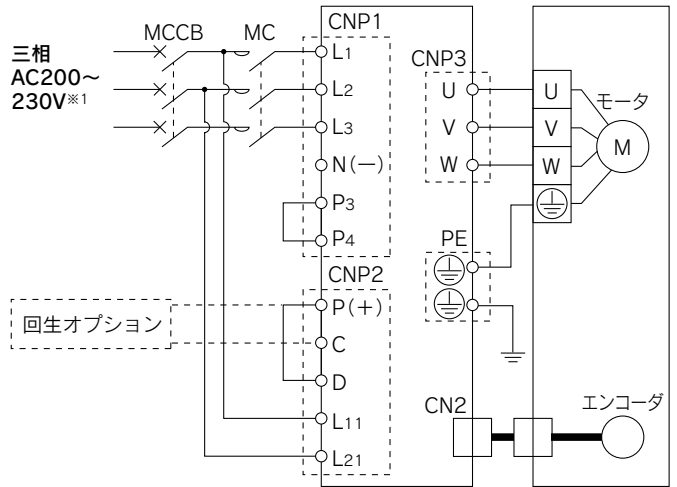 三相
AC200～
230V※1
MCCB
MC
CNP1
L1
L2
L3
N(－)
P3
P4
CNP2
P(+)
C
D
L11
L21
回生オプション
CNP3
U
V
W
PE
CN2
U
V
W
モータ
M
エンコーダ